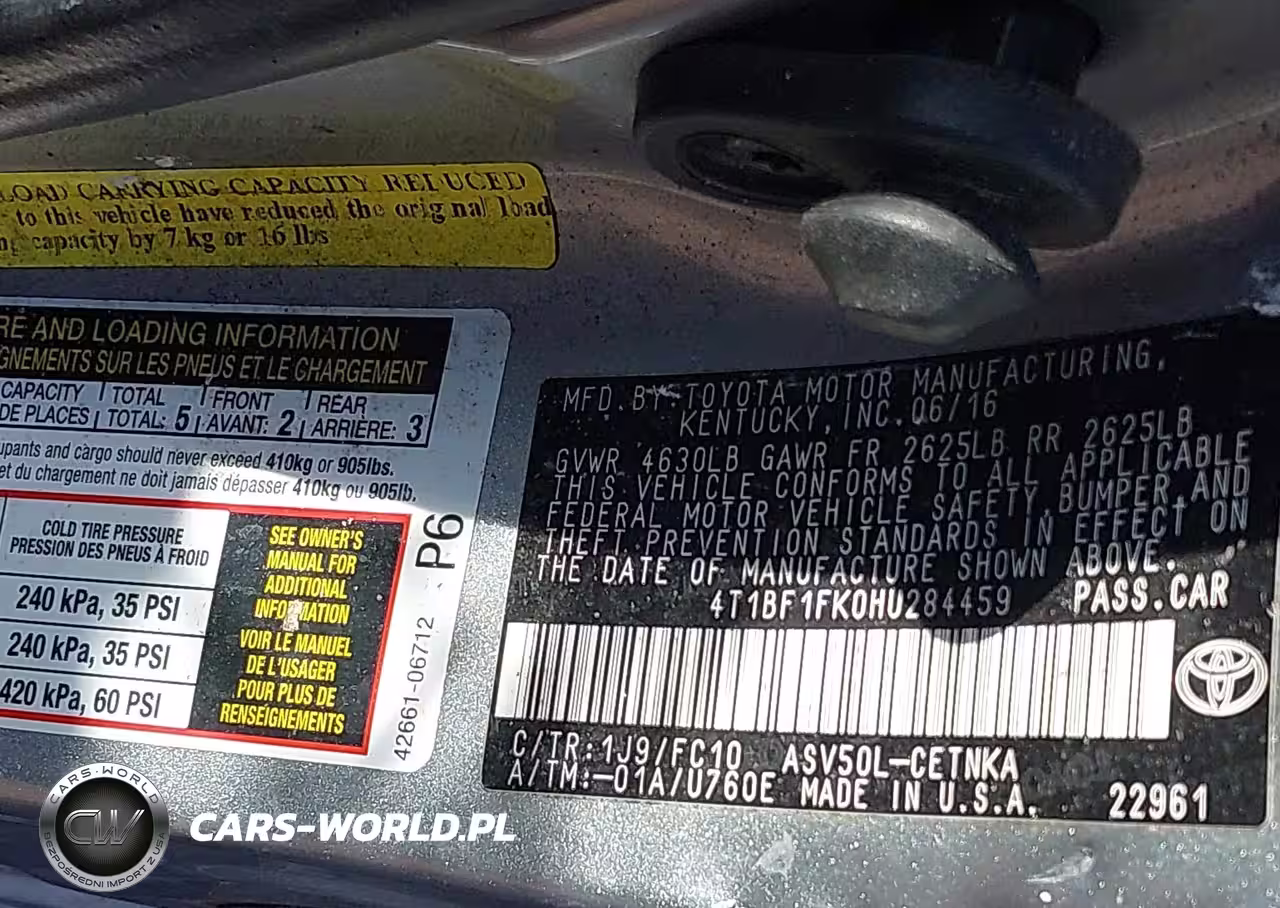 LOAD CARRYING CAPACITY REDUCED
to this vehicle have reduced the original load
capacity by 7 kg or 16 lbs
RE AND LOADING INFORMATION
GNEMENTS SUR LES PNEUS ET LE CHARGEMENT
CAPACITY TOTAL FRONT REAR
DE PLACES TOTAL: 5 AVANT: 2 ARRIÈRE: 3
upants and cargo should never exceed 410kg or 905lbs.
et du chargement ne doit jamais dépasser 410kg ou 905lb.
COLD TIRE PRESSURE
PRESSION DES PNEUS À FROID
240 kPa, 35 PSI
240 kPa, 35 PSI
420 kPa, 60 PSI
SEE OWNER'S
MANUAL FOR
ADDITIONAL
INFORMATION
VOIR LE MANUEL
DE L'USAGER
POUR PLUS DE
RENSEIGNEMENTS
P6
42661-06712
MFD. BY TOYOTA MOTOR MANUFACTURING,
KENTUCKY, INC. 06/16
GVWR 4630LB GAWR FR 2625LB RR 2625LB
THIS VEHICLE CONFORMS TO ALL APPLICABLE
FEDERAL MOTOR VEHICLE SAFETY, BUMPER, AND
THEFT PREVENTION STANDARDS IN EFFECT ON
THE DATE OF MANUFACTURE SHOWN ABOVE.
4T1BF1FK0HU284459 PASS.CAR
C/TR:1J9/FC10 ASV50L-CETNKA
A/TM:-01A/U760E MADE IN U.S.A. 22961
CARS-WORLD
CW
BEZPOŚREDNI IMPORT Z USA
CARS-WORLD.PL